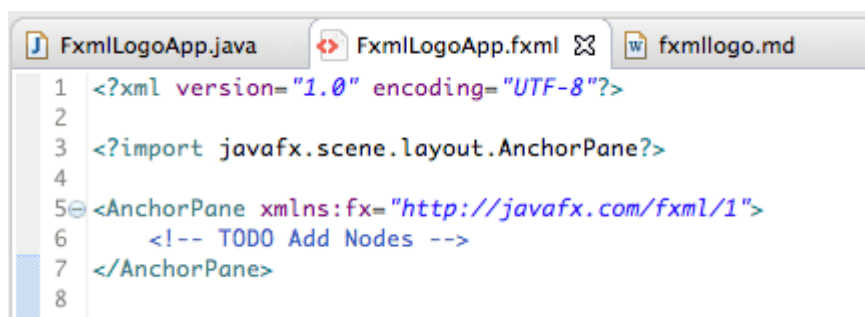 FxmlLogoApp.java FxmlLogoApp.fxml fxmllogo.md
1 <?xml version="1.0" encoding="UTF-8"?>
2
3 <?import javafx.scene.layout.AnchorPane?>
4
5 <AnchorPane xmlns:fx="http://javafx.com/fxml/1">
6     <!-- TODO Add Nodes -->
7 </AnchorPane>
8